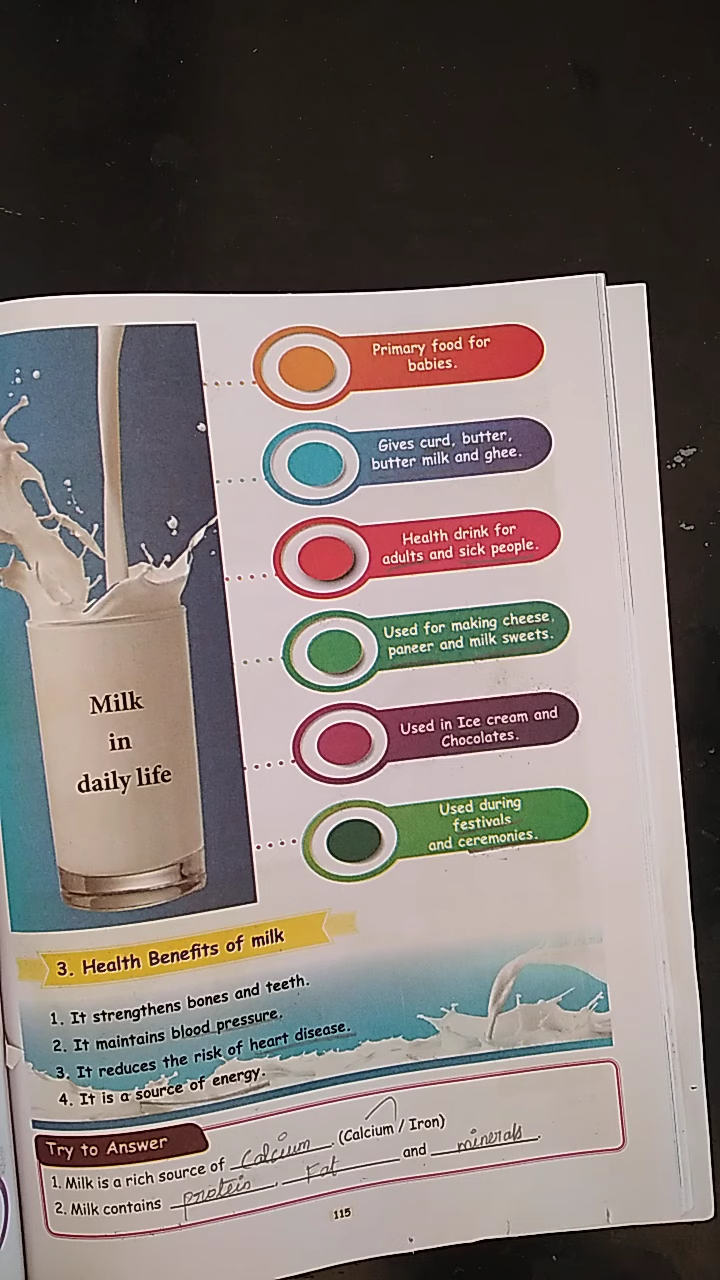 Primary food for
babies.
Gives curd, butter,
butter milk and ghee.
Health drink for
adults and sick people.
Used for making cheese,
paneer and milk sweets.
Used in Ice cream and
Chocolates.
Used during
festivals
and ceremonies.
Milk
in
daily life
3. Health Benefits of milk
1. It strengthens bones and teeth.
2. It maintains blood pressure.
3. It reduces the risk of heart disease.
4. It is a source of energy.
Try to Answer
1. Milk is a rich source of Calcium. (Calcium / Iron)
2. Milk contains protein, Fat and minerals.
115